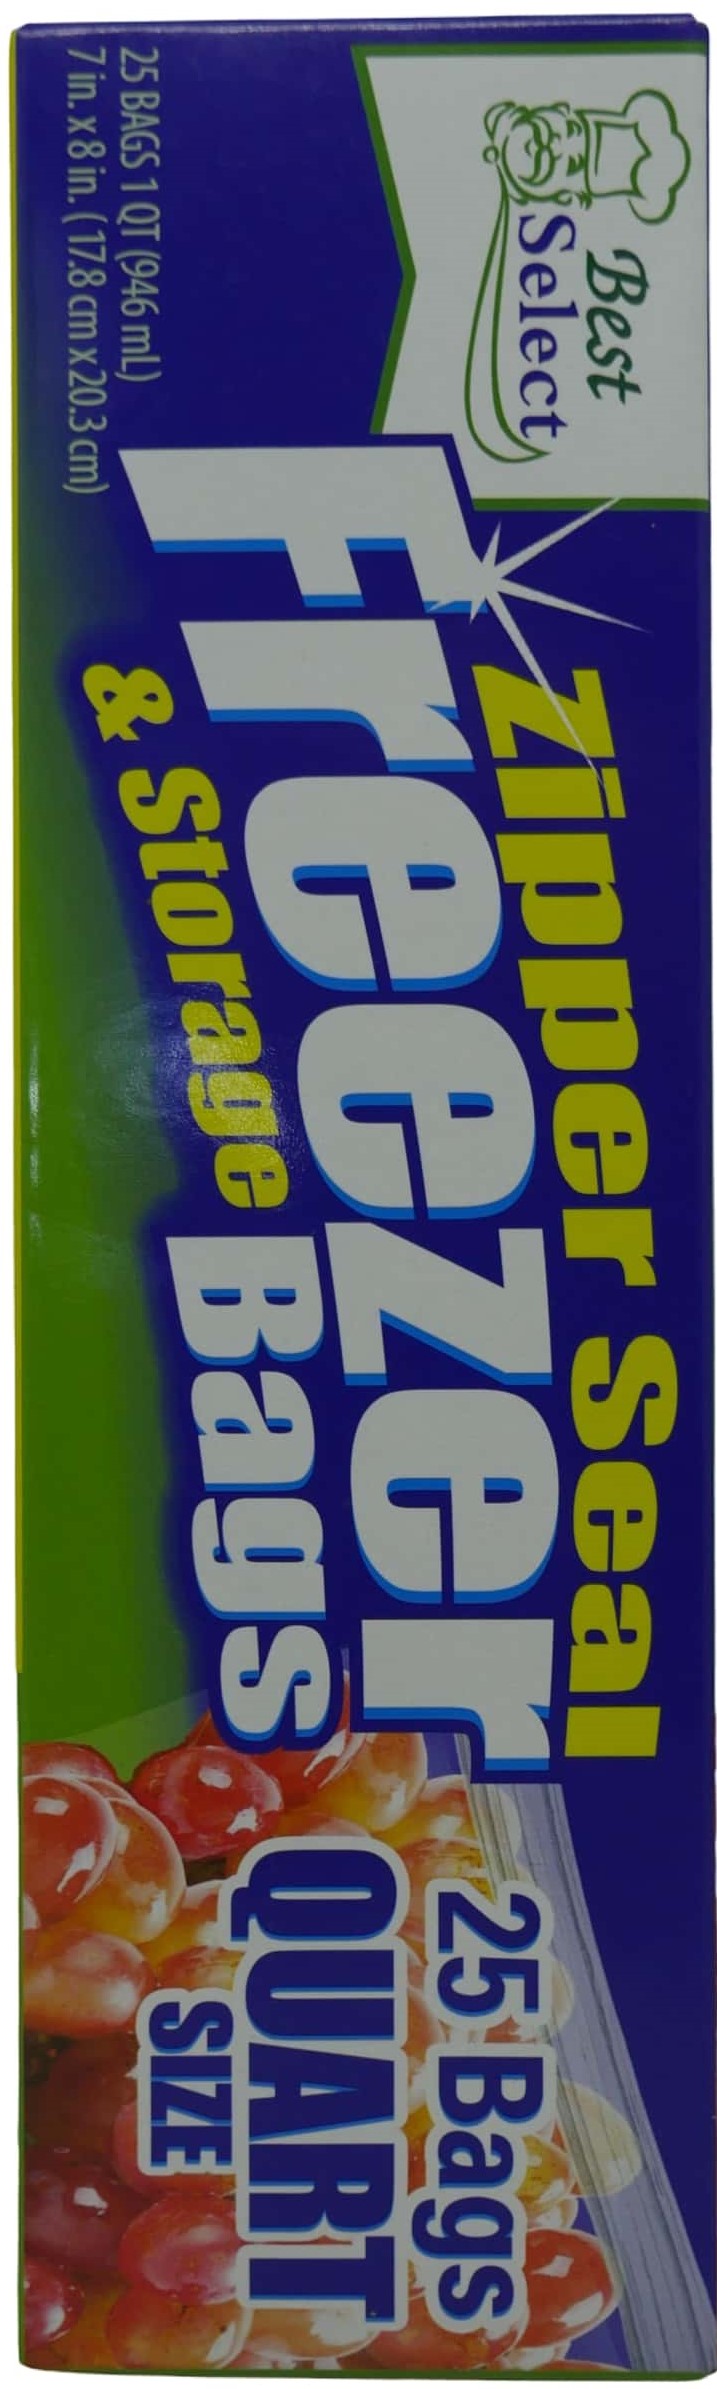 Best
Select
Zipper Seal
Freezer
& Storage Bags
25 Bags
QUART
SIZE
25 BAGS 1 QT (946 mL)
7 in. x 8 in. ( 17.8 cm x 20.3 cm)